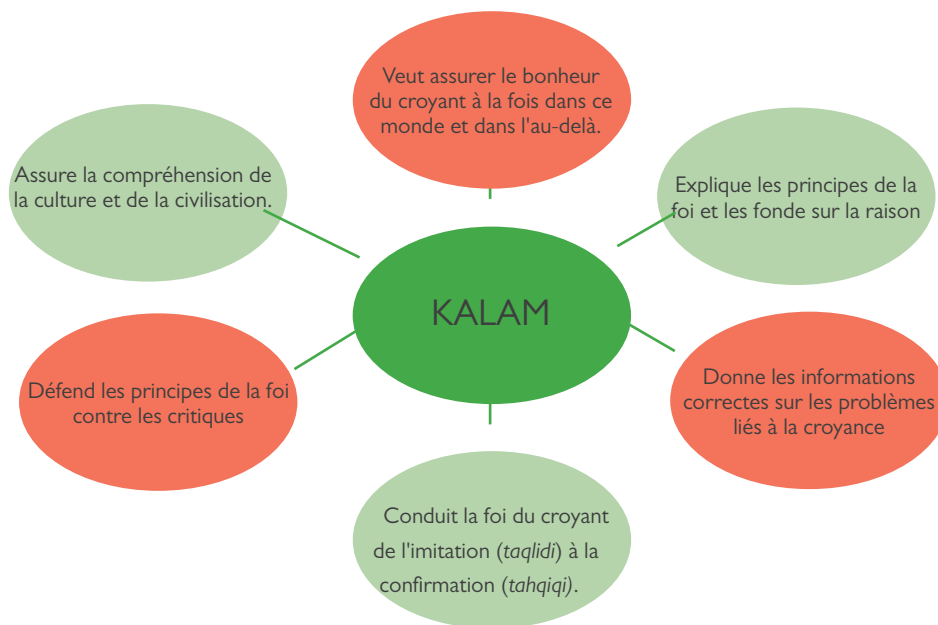 Veut assurer le bonheur
du croyant à la fois dans ce
monde et dans l'au-delà.
Assure la compréhension de
la culture et de la civilisation.
Explique les principes de la
foi et les fonde sur la raison
KALAM
Défend les principes de la foi
contre les critiques
Donne les informations
correctes sur les problèmes
liés à la croyance
Conduit la foi du croyant
de l'imitation (taqlidi) à la
confirmation (tahqiqi).